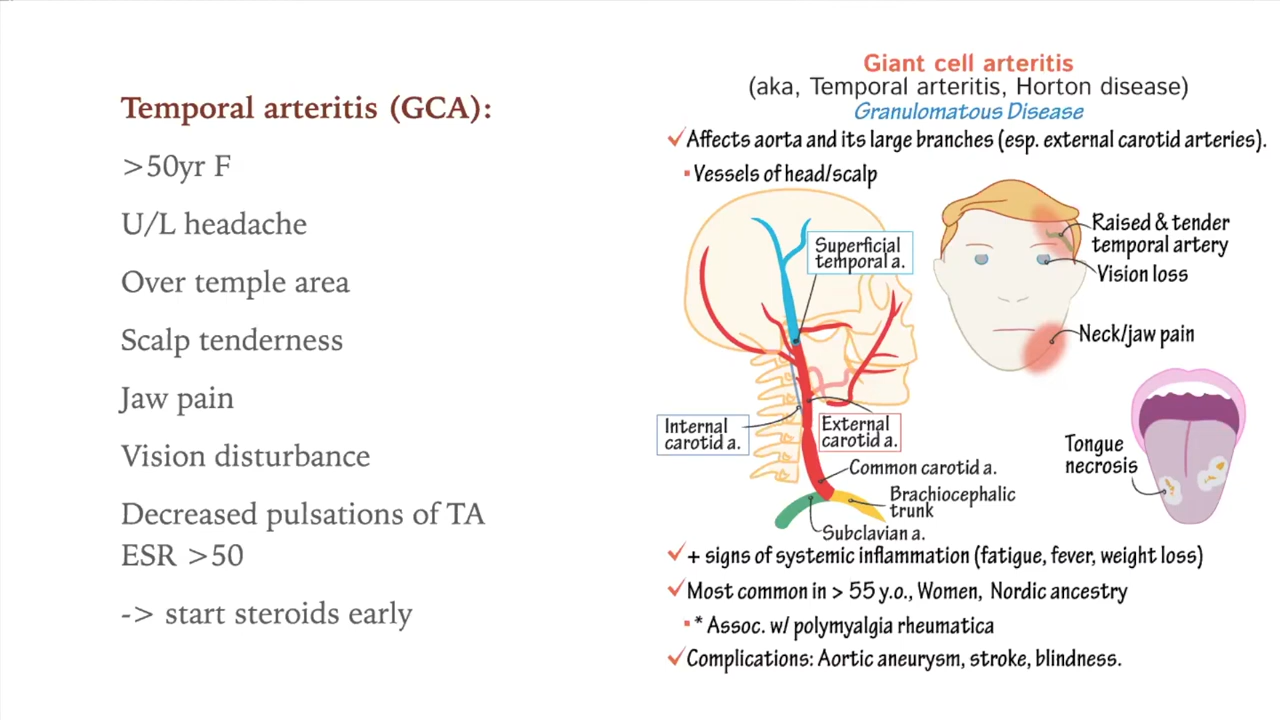 Temporal arteritis (GCA):
>50yr F
U/L headache
Over temple area
Scalp tenderness
Jaw pain
Vision disturbance
Decreased pulsations of TA
ESR >50
-> start steroids early
Giant cell arteritis
(aka, Temporal arteritis, Horton disease)
Granulomatous Disease
✓Affects aorta and its large branches (esp. external carotid arteries).
▪Vessels of head/scalp
Superficial
temporal a.
Internal
carotid a.
External
carotid a.
Common carotid a.
Brachiocephalic
trunk
Subclavian a.
Raised & tender
temporal artery
Vision loss
Neck/jaw pain
Tongue
necrosis
✓+ signs of systemic inflammation (fatigue, fever, weight loss)
✓Most common in > 55 y.o., Women, Nordic ancestry
▪* Assoc. w/ polymyalgia rheumatica
✓Complications: Aortic aneurysm, stroke, blindness.